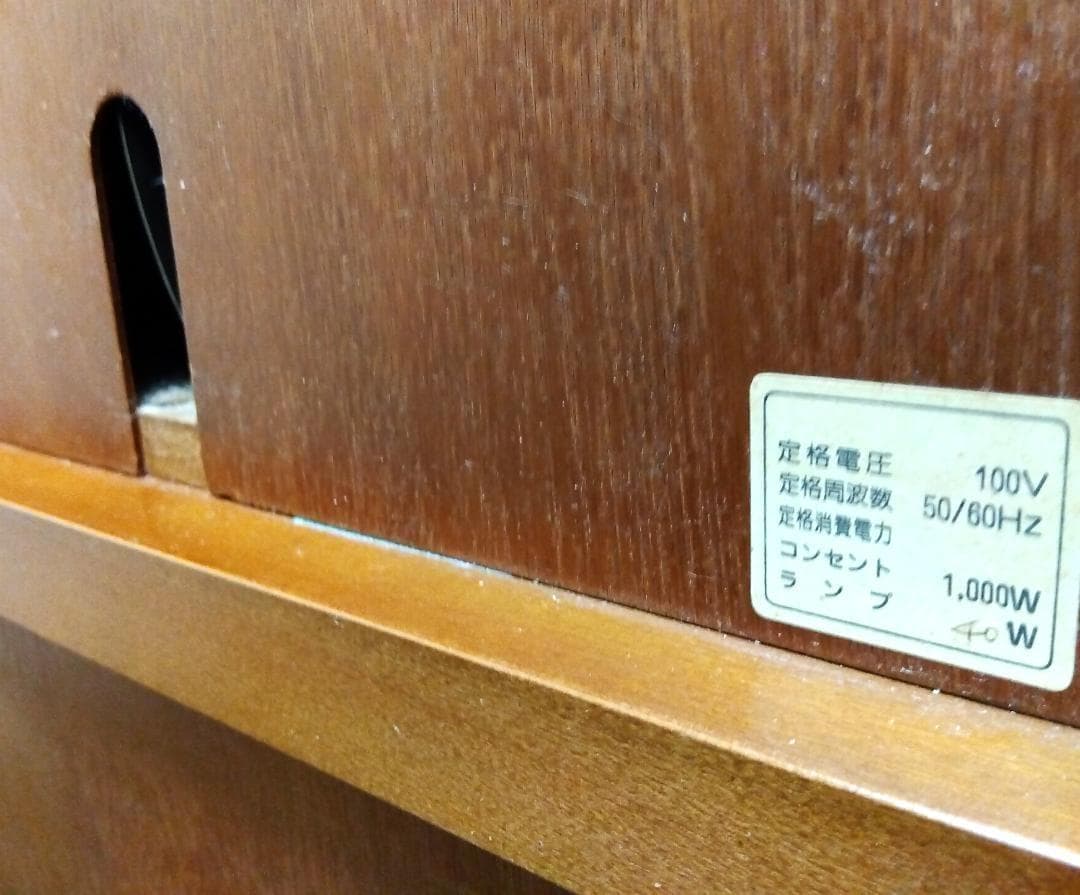 定格電圧 100V
定格周波数 50/60Hz
定格消費電力
コンセント 1,000W
ランプ 40W